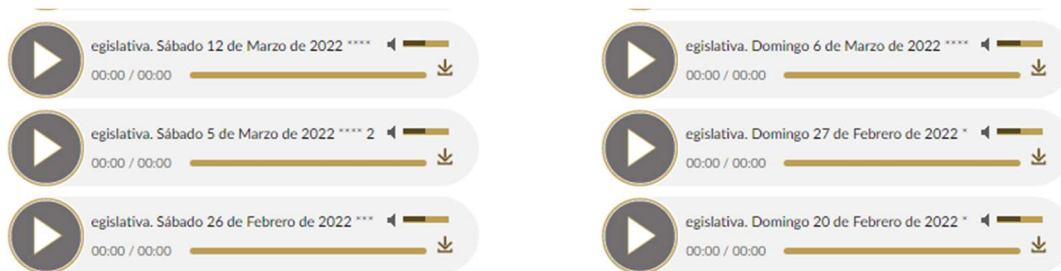 egislativa. Sábado 12 de Marzo de 2022 ****
00:00 / 00:00
egislativa. Domingo 6 de Marzo de 2022 ****
00:00 / 00:00
egislativa. Sábado 5 de Marzo de 2022 **** 2
00:00 / 00:00
egislativa. Domingo 27 de Febrero de 2022 *
00:00 / 00:00
egislativa. Sábado 26 de Febrero de 2022 ***
00:00 / 00:00
egislativa. Domingo 20 de Febrero de 2022 *
00:00 / 00:00